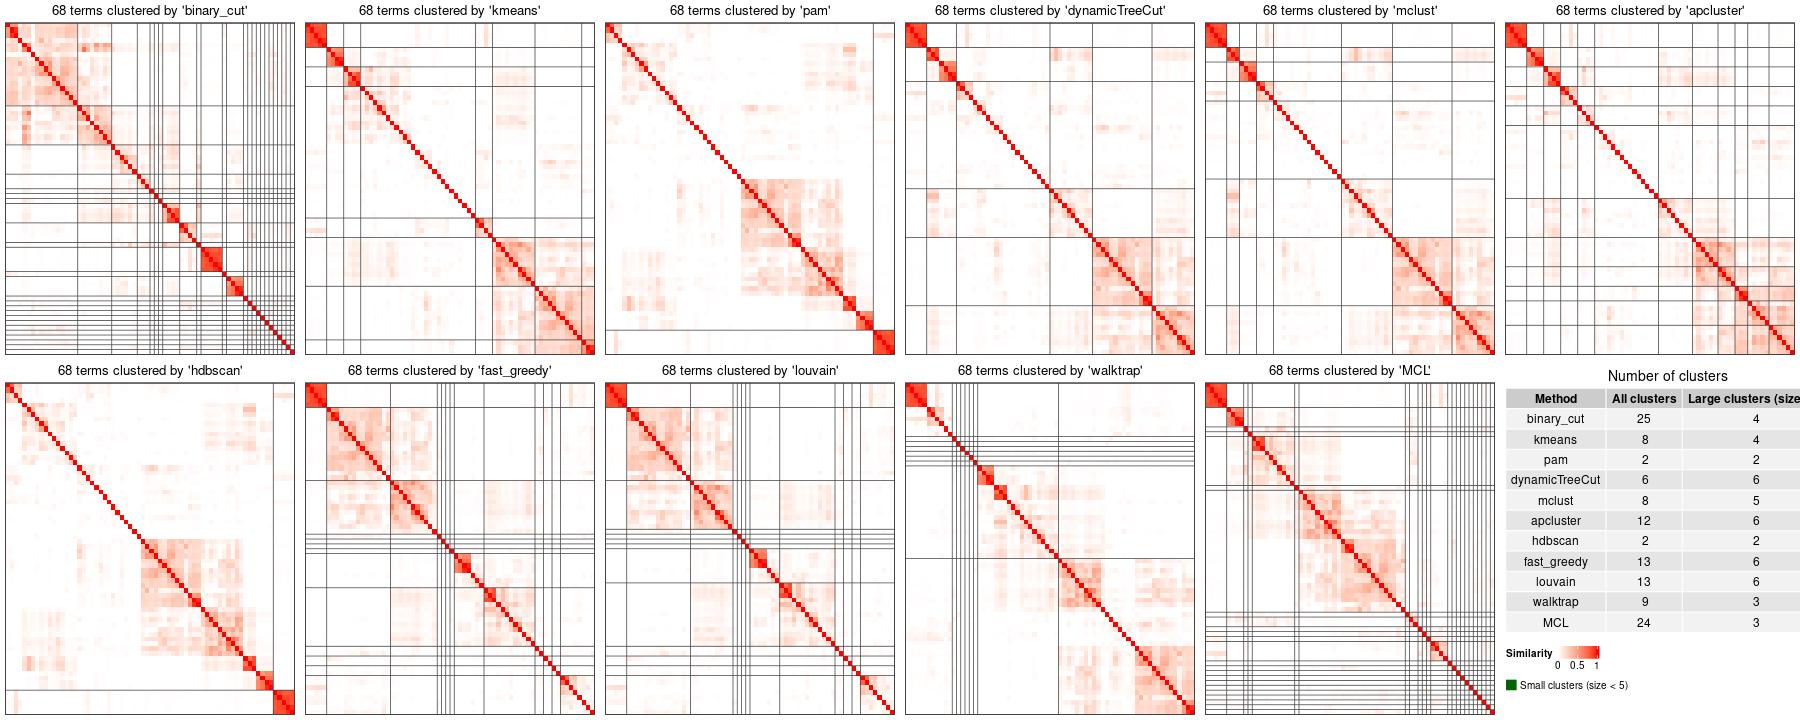 68 terms clustered by 'binary_cut'
68 terms clustered by 'kmeans'
68 terms clustered by 'pam'
68 terms clustered by 'dynamicTreeCut'
68 terms clustered by 'mclust'
68 terms clustered by 'apcluster'
68 terms clustered by 'hdbscan'
68 terms clustered by 'fast_greedy'
68 terms clustered by 'louvain'
68 terms clustered by 'walktrap'
68 terms clustered by 'MCL'
Number of clusters
Method All clusters Large clusters (size
binary_cut 25 4
kmeans 8 4
pam 2 2
dynamicTreeCut 6 6
mclust 8 5
apcluster 12 6
hdbscan 2 2
fast_greedy 13 6
louvain 13 6
walktrap 9 3
MCL 24 3
Similarity
0 0.5 1
Small clusters (size < 5)